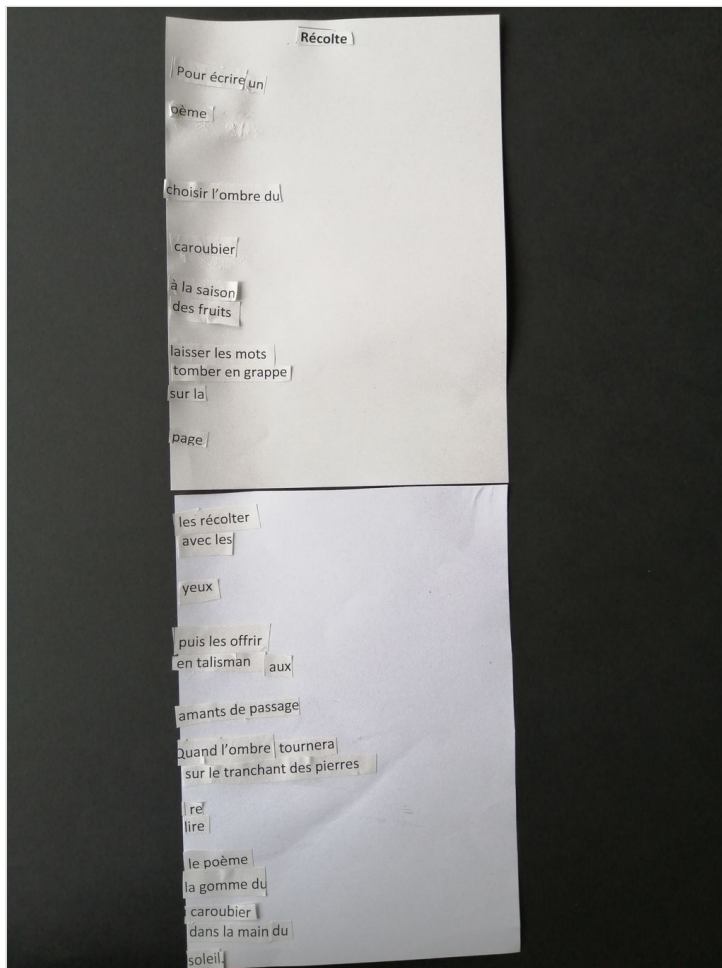 Récolte
Pour écrire un
poème
choisir l'ombre du
caroubier
à la saison
des fruits
laisser les mots
tomber en grappe
sur la
page
les récolter
avec les
yeux
puis les offrir
en talisman aux
amants de passage
Quand l'ombre tournera
sur le tranchant des pierres
re
lire
le poème
la gomme du
caroubier
dans la main du
soleil.